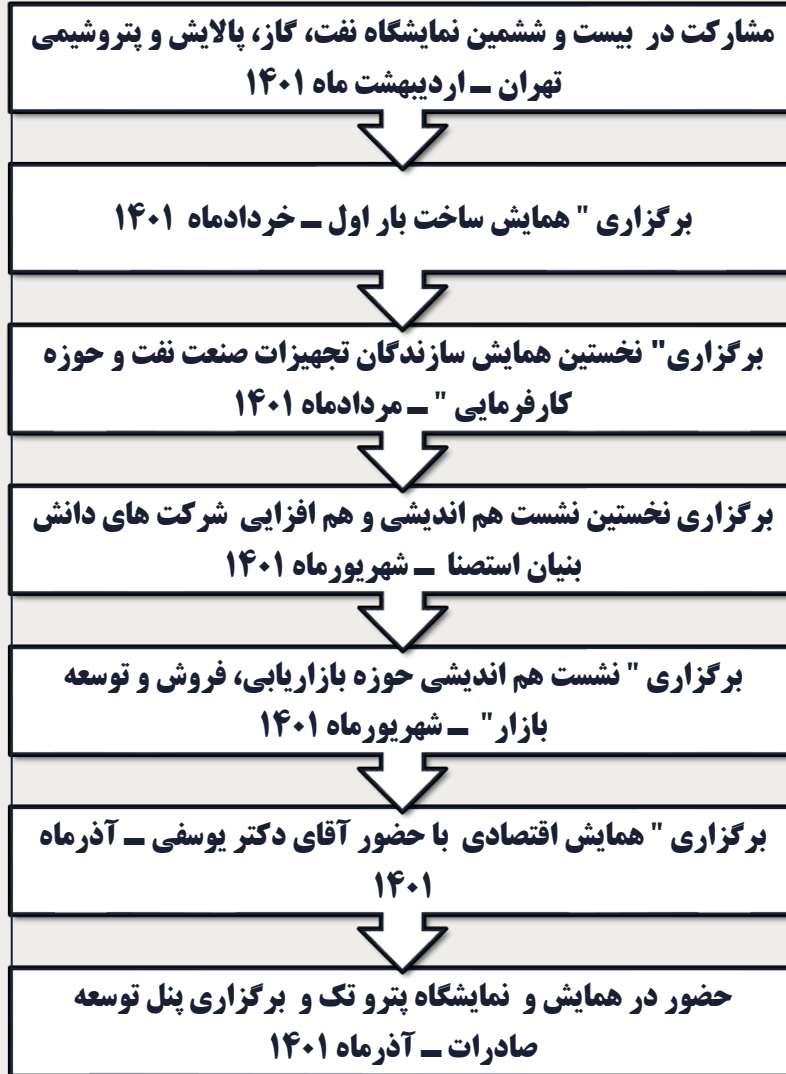 مشارکت در بیست و ششمین نمایشگاه نفت، گاز، پالایش و پتروشیمی
تهران – اردیبهشت ماه ۱۴۰۱
برگزاری " همایش ساخت بار اول – خردادماه ۱۴۰۱
برگزاری" نخستین همایش سازندگان تجهیزات صنعت نفت و حوزه
کارفرمایی " – مردادماه ۱۴۰۱
برگزاری نخستین نشست هم اندیشی و هم افزایی شرکت های دانش
بنیان استصنا – شهریورماه ۱۴۰۱
برگزاری " نشست هم اندیشی حوزه بازاریابی، فروش و توسعه
بازار" – شهریورماه ۱۴۰۱
برگزاری " همایش اقتصادی با حضور آقای دکتر یوسفی – آذرماه
۱۴۰۱
حضور در همایش و نمایشگاه پترو تک و برگزاری پنل توسعه
صادرات – آذرماه ۱۴۰۱